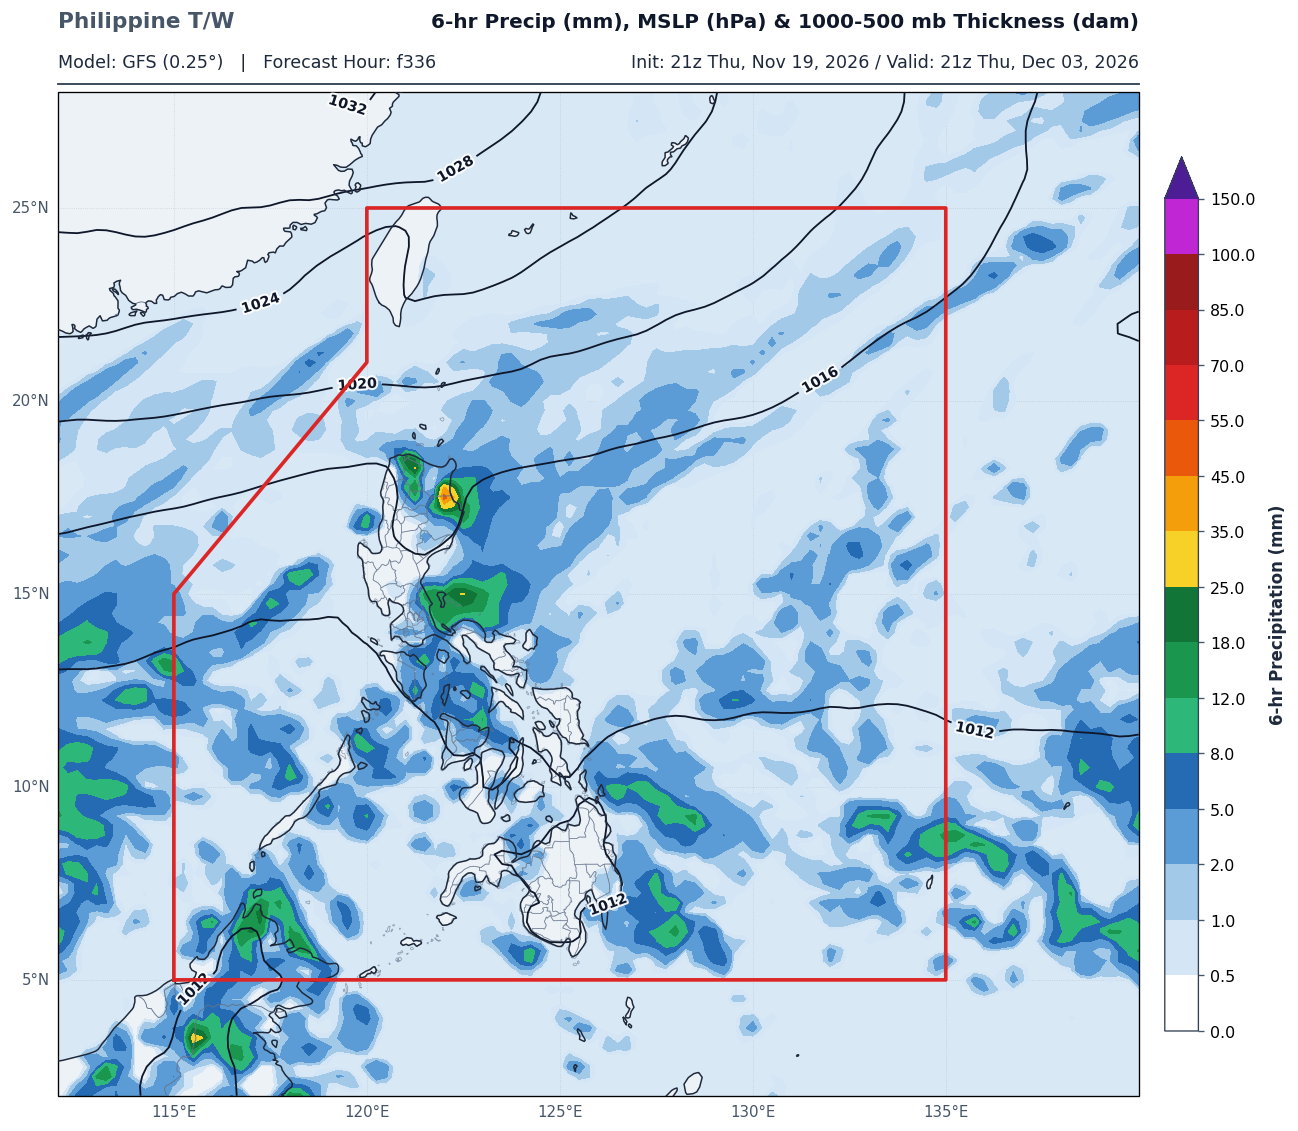 Philippine T/W
6-hr Precip (mm), MSLP (hPa) & 1000-500 mb Thickness (dam)
Model: GFS (0.25°) | Forecast Hour: f336
Init: 21z Thu, Nov 19, 2026 / Valid: 21z Thu, Dec 03, 2026
1032
1028
1024
1020
1016
1012
1012
1012
25°N
20°N
15°N
10°N
5°N
115°E
120°E
125°E
130°E
135°E
150.0
100.0
85.0
70.0
55.0
45.0
35.0
25.0
18.0
12.0
8.0
5.0
2.0
1.0
0.5
0.0
6-hr Precipitation (mm)